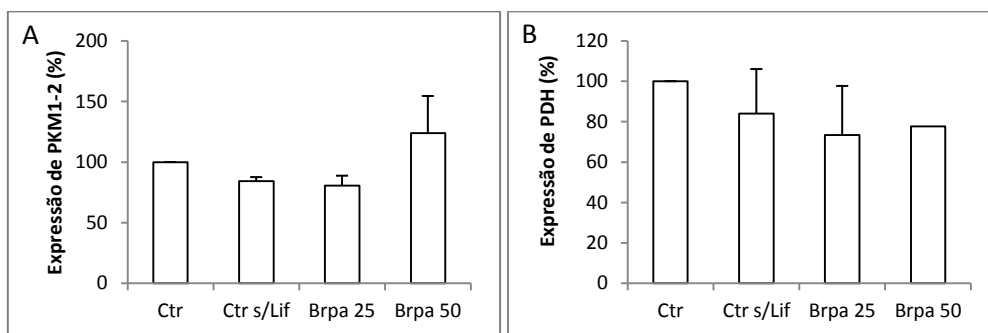 A
Expressão de PKM1-2 (%)
200
150
100
50
0
Ctr
Ctr s/Lif
Brpa 25
Brpa 50
B
Expressão de PDH (%)
120
100
80
60
40
20
0
Ctr
Ctr s/Lif
Brpa 25
Brpa 50